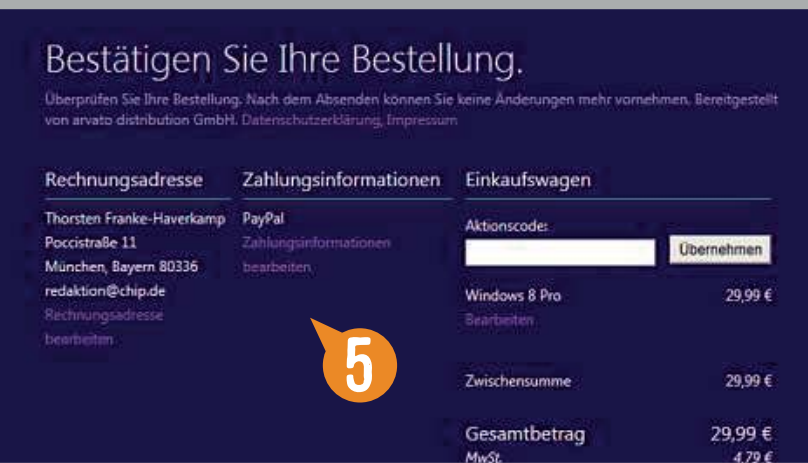 Bestätigen Sie Ihre Bestellung.
Überprüfen Sie Ihre Bestellung. Nach dem Absenden können Sie keine Änderungen mehr vornehmen. Bereitgestellt
von arvato distribution GmbH. Datenschutzerklärung, Impressum
Rechnungsadresse
Thorsten Franke-Haverkamp
Poccistraße 11
München, Bayern 80336
redaktion@chip.de
Rechnungsadresse
bearbeiten
Zahlungsinformationen
PayPal
Zahlungsinformationen
bearbeiten
5
Einkaufswagen
Aktionscode:
Übernehmen
Windows 8 Pro 29,99 €
Bearbeiten
Zwischensumme 29,99 €
Gesamtbetrag 29,99 €
MwSt. 4,79 €